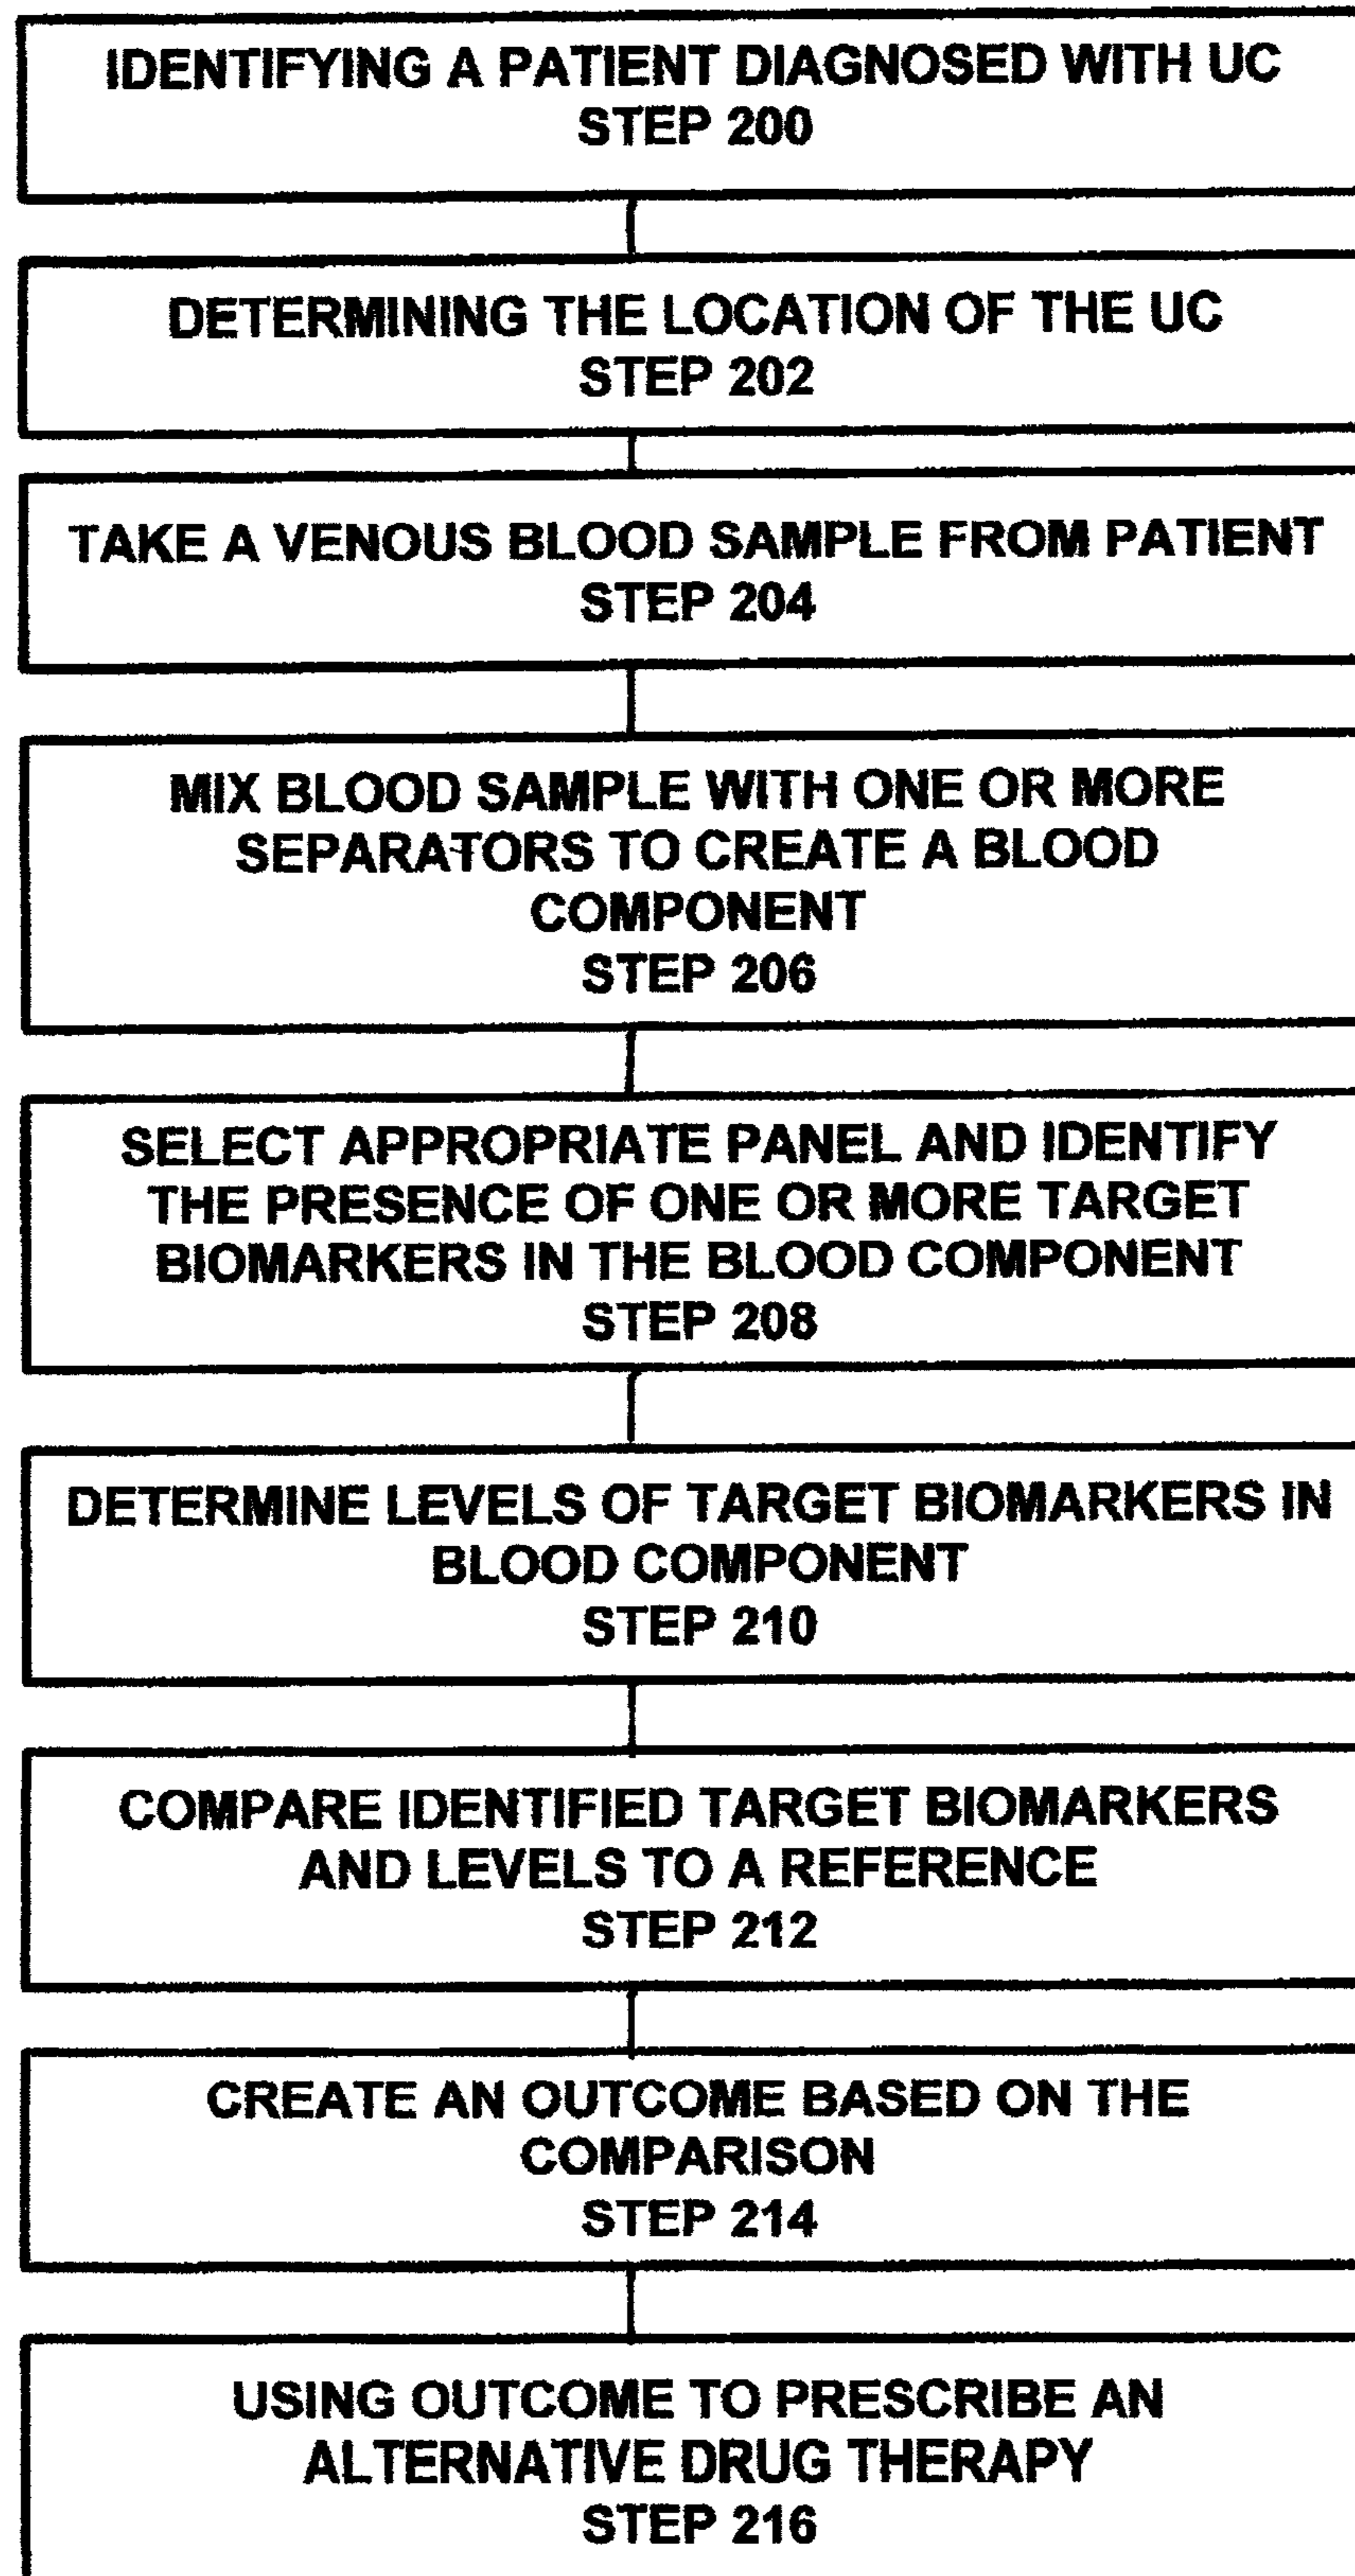 IDENTIFYING A PATIENT DIAGNOSED WITH UC
STEP 200
DETERMINING THE LOCATION OF THE UC
STEP 202
TAKE A VENOUS BLOOD SAMPLE FROM PATIENT
STEP 204
MIX BLOOD SAMPLE WITH ONE OR MORE
SEPARATORS TO CREATE A BLOOD
COMPONENT
STEP 206
SELECT APPROPRIATE PANEL AND IDENTIFY
THE PRESENCE OF ONE OR MORE TARGET
BIOMARKERS IN THE BLOOD COMPONENT
STEP 208
DETERMINE LEVELS OF TARGET BIOMARKERS IN
BLOOD COMPONENT
STEP 210
COMPARE IDENTIFIED TARGET BIOMARKERS
AND LEVELS TO A REFERENCE
STEP 212
CREATE AN OUTCOME BASED ON THE
COMPARISON
STEP 214
USING OUTCOME TO PRESCRIBE AN
ALTERNATIVE DRUG THERAPY
STEP 216